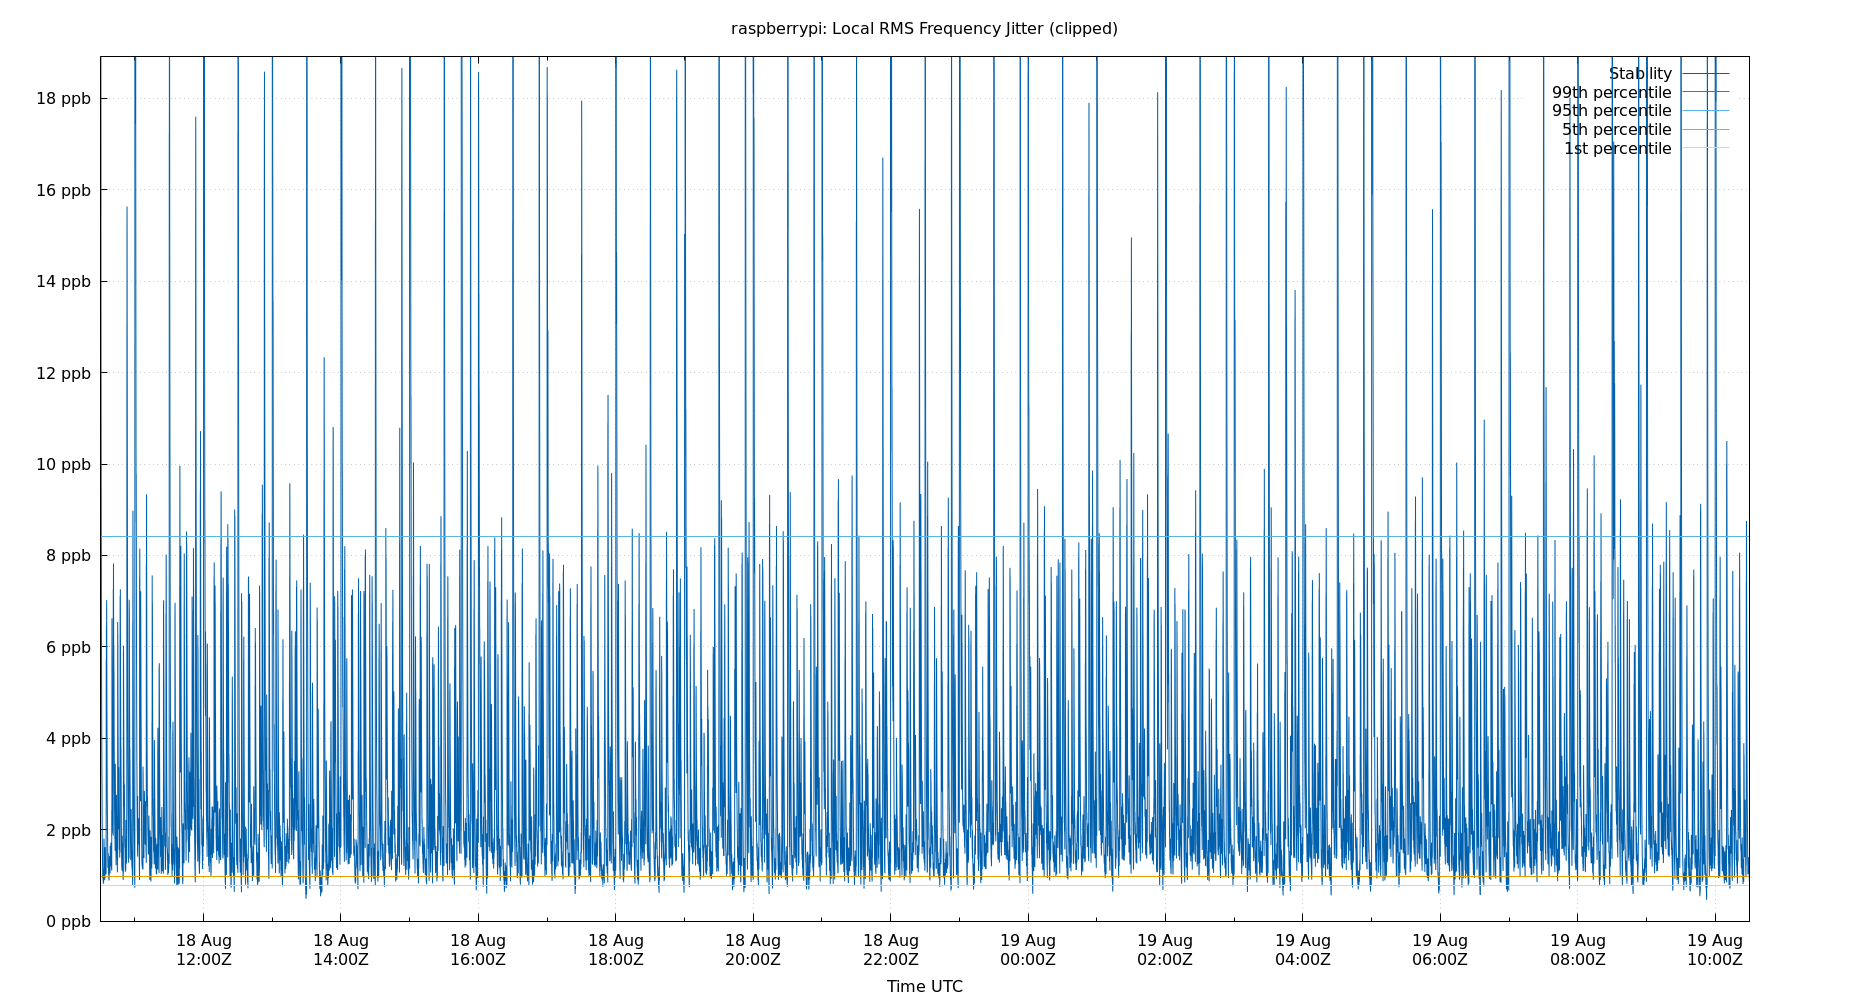 raspberrypi: Local RMS Frequency Jitter (clipped)
Stability
99th percentile
95th percentile
5th percentile
1st percentile
18 ppb
16 ppb
14 ppb
12 ppb
10 ppb
8 ppb
6 ppb
4 ppb
2 ppb
0 ppb
18 Aug 18 Aug 18 Aug 18 Aug 18 Aug 18 Aug 19 Aug 19 Aug 19 Aug 19 Aug 19 Aug 19 Aug
12:00Z 14:00Z 16:00Z 18:00Z 20:00Z 22:00Z 00:00Z 02:00Z 04:00Z 06:00Z 08:00Z 10:00Z
Time UTC